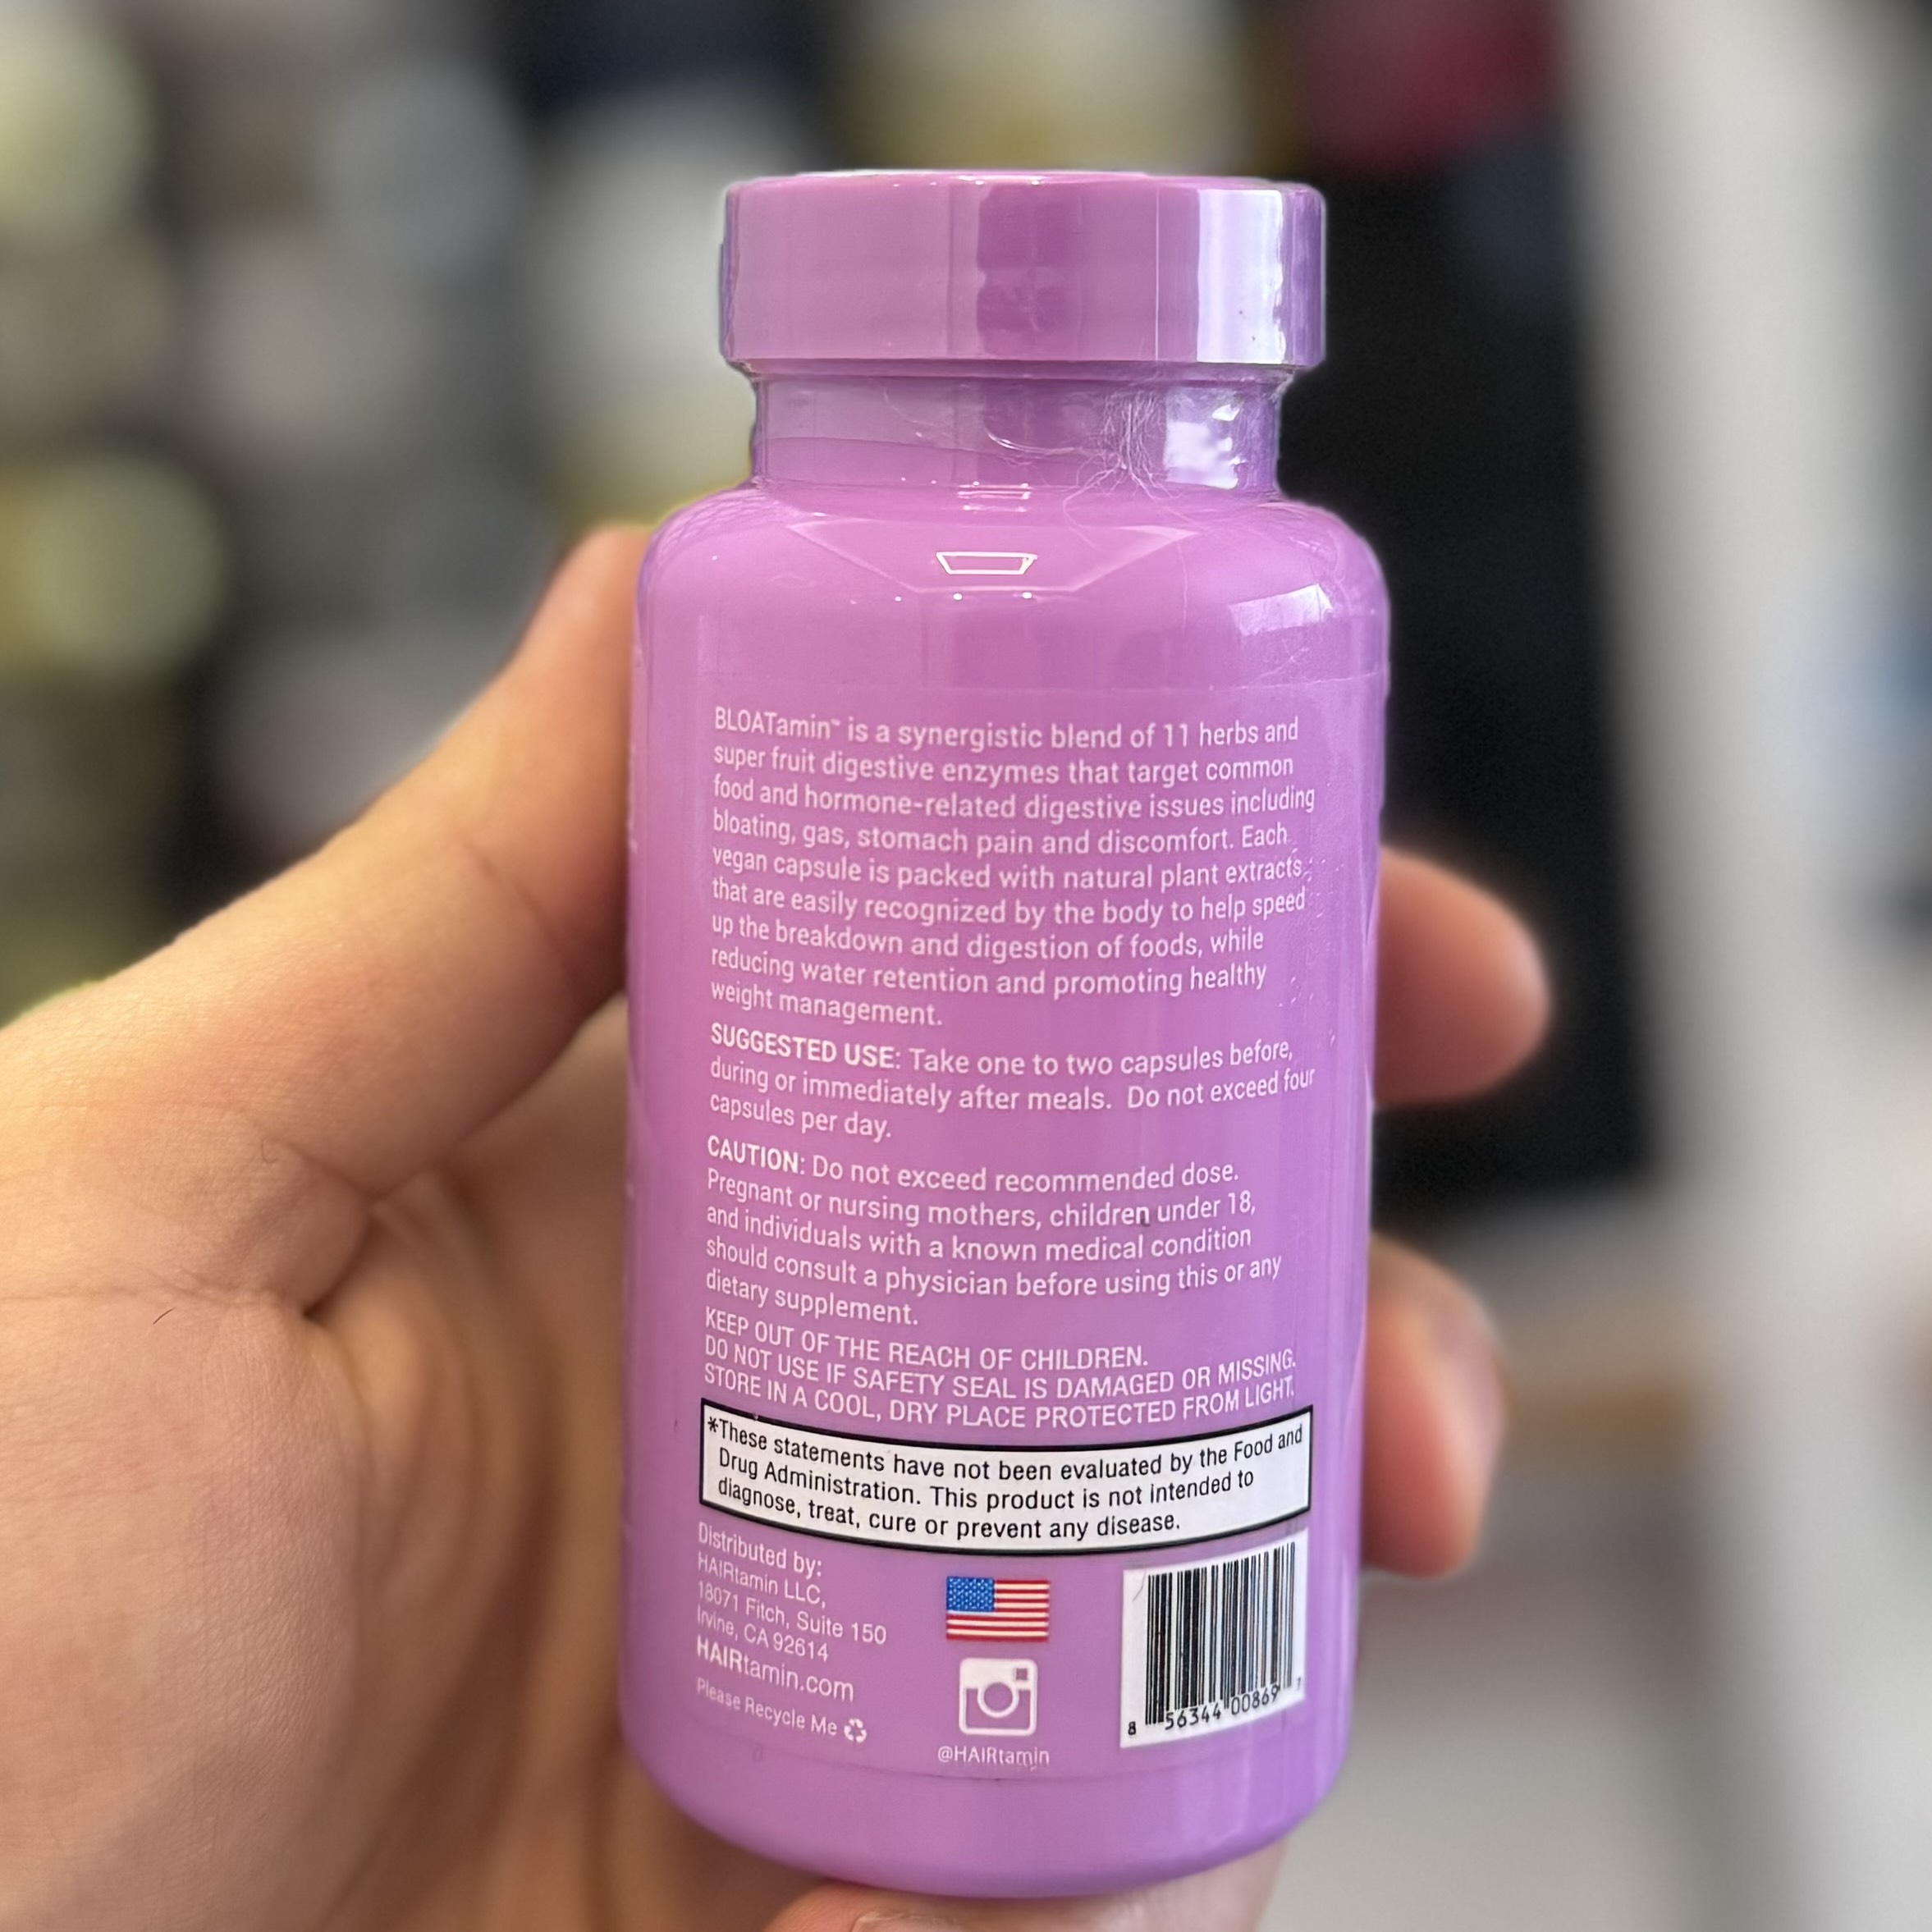 BLOATamin™ is a synergistic blend of 11 herbs and
super fruit digestive enzymes that target common
food and hormone-related digestive issues including
bloating, gas, stomach pain and discomfort. Each
vegan capsule is packed with natural plant extracts
that are easily recognized by the body to help speed
up the breakdown and digestion of foods, while
reducing water retention and promoting healthy
weight management.
SUGGESTED USE: Take one to two capsules before,
during or immediately after meals. Do not exceed four
capsules per day.
CAUTION: Do not exceed recommended dose.
Pregnant or nursing mothers, children under 18,
and individuals with a known medical condition
should consult a physician before using this or any
dietary supplement.
KEEP OUT OF THE REACH OF CHILDREN.
DO NOT USE IF SAFETY SEAL IS DAMAGED OR MISSING.
STORE IN A COOL, DRY PLACE PROTECTED FROM LIGHT.
*These statements have not been evaluated by the Food and
Drug Administration. This product is not intended to
diagnose, treat, cure or prevent any disease.
Distributed by:
HAIRtamin LLC,
18071 Fitch, Suite 150
Irvine, CA 92614
HAIRtamin.com
Please Recycle Me
@HAIRtamin
8 56344 00869 7